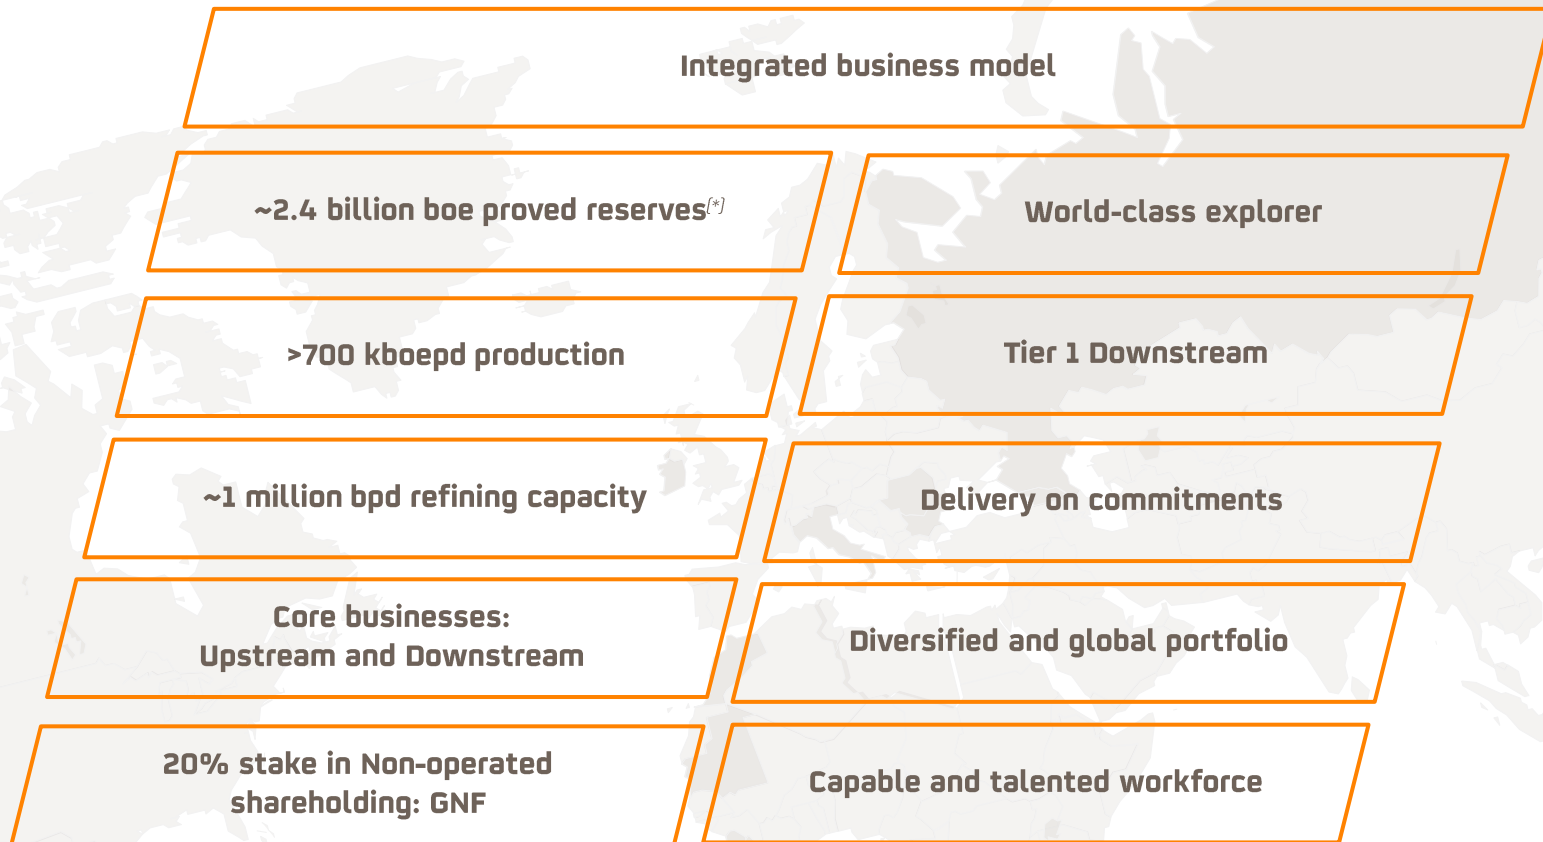 Integrated business model
~2.4 billion boe proved reserves(*)
World-class explorer
>700 kboepd production
Tier 1 Downstream
~1 million bpd refining capacity
Delivery on commitments
Core businesses:
Upstream and Downstream
Diversified and global portfolio
20% stake in Non-operated
shareholding: GNF
Capable and talented workforce